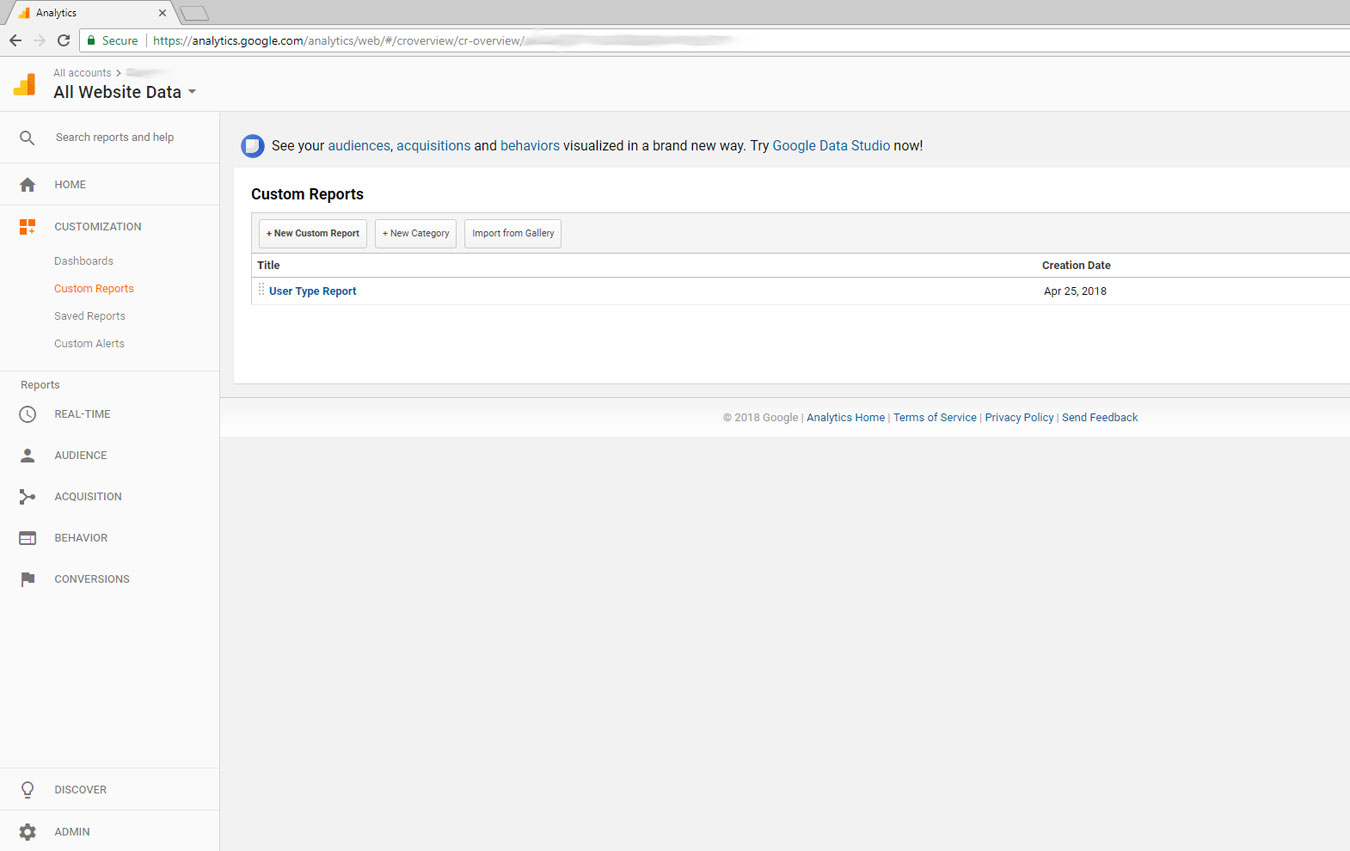 Analytics
Secure https://analytics.google.com/analytics/web/#/croverview/cr-overview/
All accounts >
All Website Data
Search reports and help
HOME
CUSTOMIZATION
Dashboards
Custom Reports
Saved Reports
Custom Alerts
Reports
REAL-TIME
AUDIENCE
ACQUISITION
BEHAVIOR
CONVERSIONS
DISCOVER
ADMIN
See your audiences, acquisitions and behaviors visualized in a brand new way. Try Google Data Studio now!
Custom Reports
+ New Custom Report + New Category Import from Gallery
Title Creation Date
User Type Report Apr 25, 2018
© 2018 Google | Analytics Home | Terms of Service | Privacy Policy | Send Feedback